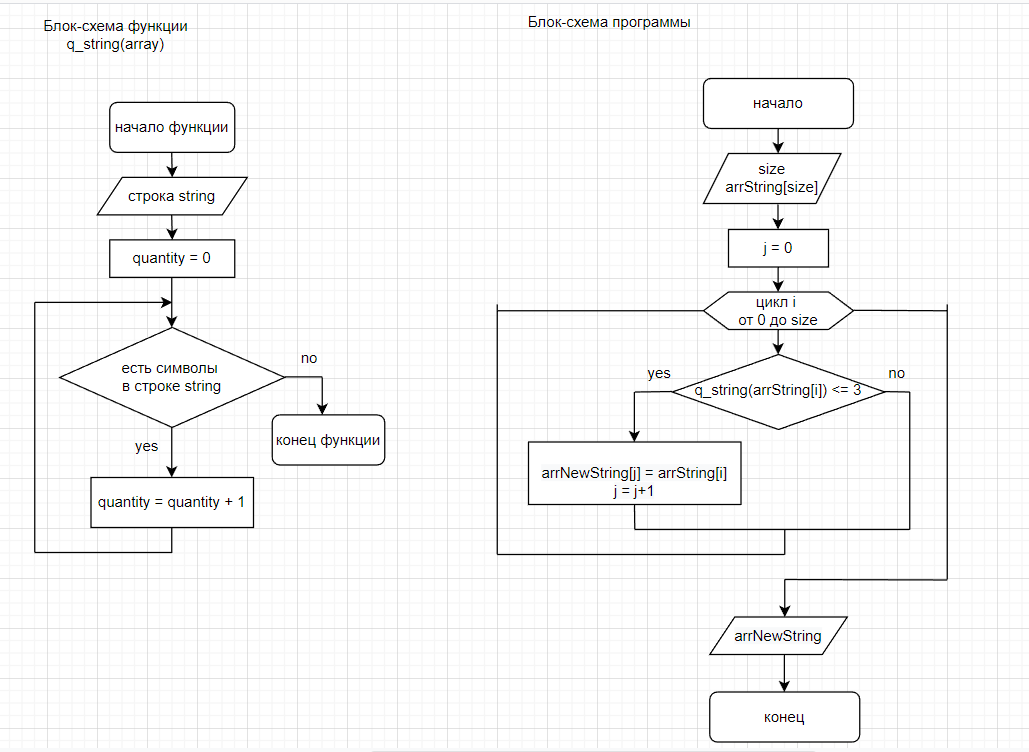 Блок-схема функции
q_string(array)
начало функции
строка string
quantity = 0
есть символы
в строке string
no
конец функции
yes
quantity = quantity + 1
Блок-схема программы
начало
size
arrString[size]
j = 0
цикл i
от 0 до size
yes
q_string(arrString[i]) <= 3
no
arrNewString[j] = arrString[i]
j = j+1
arrNewString
конец